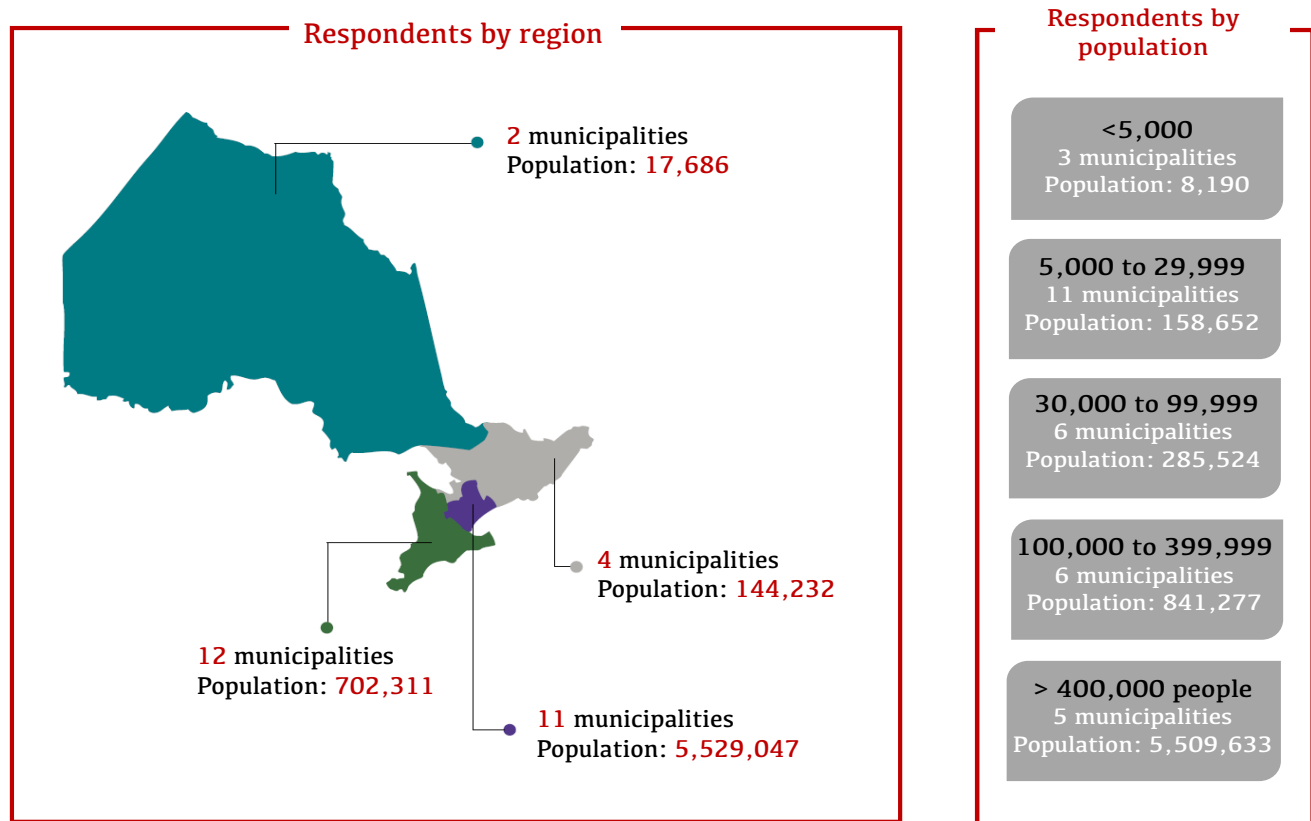 Respondents by region
2 municipalities
Population: 17,686
4 municipalities
Population: 144,232
12 municipalities
Population: 702,311
11 municipalities
Population: 5,529,047
Respondents by
population
<5,000
3 municipalities
Population: 8,190
5,000 to 29,999
11 municipalities
Population: 158,652
30,000 to 99,999
6 municipalities
Population: 285,524
100,000 to 399,999
6 municipalities
Population: 841,277
> 400,000 people
5 municipalities
Population: 5,509,633